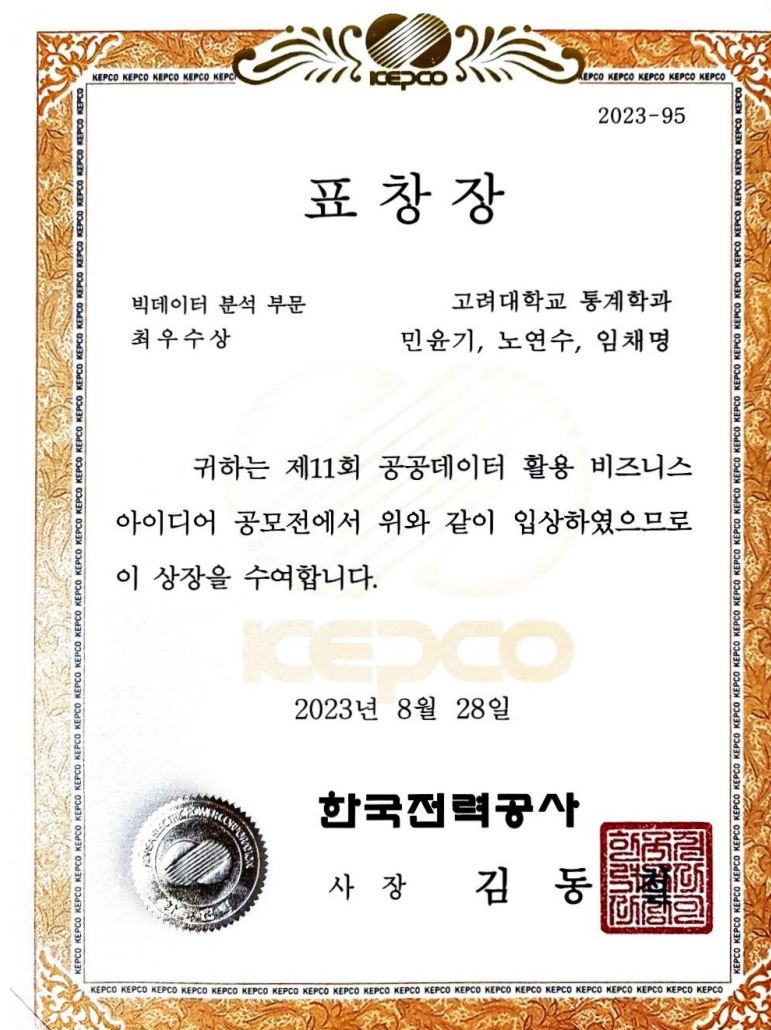 KEPCO
2023-95
표 창 장
빅데이터 분석 부문
고려대학교 통계학과
최우수상
민윤기, 노연수, 임채명
귀하는 제11회 공공데이터 활용 비즈니스
아이디어 공모전에서 위와 같이 입상하였으므로
이 상장을 수여합니다.
KEPCO
2023년 8월 28일
한국전력공사
사 장 김 동